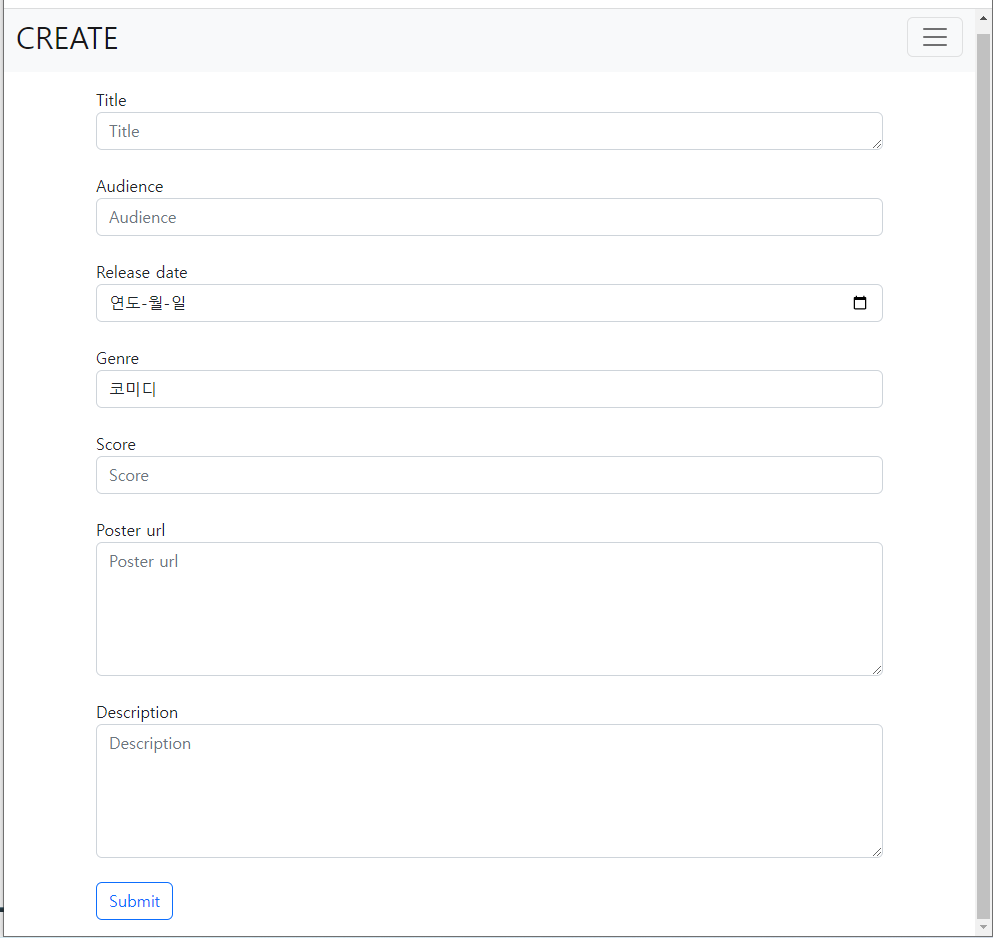 CREATE
Title
Title
Audience
Audience
Release date
연도-월-일
Genre
코미디
Score
Score
Poster url
Poster url
Description
Description
Submit